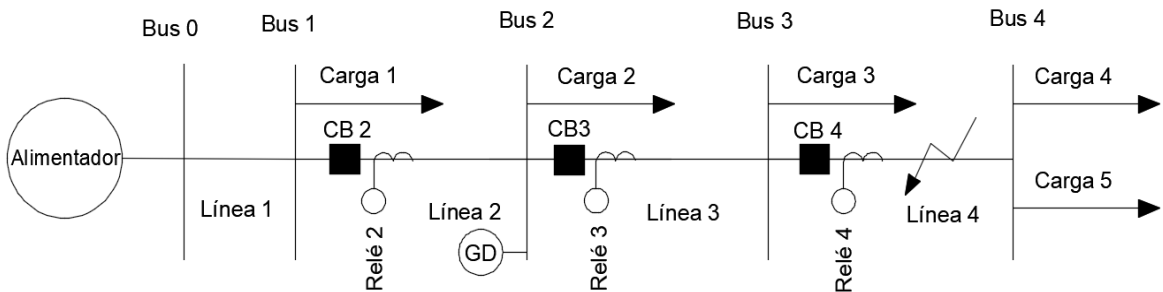 Bus 0
Bus 1
Bus 2
Bus 3
Bus 4
Carga 1
Carga 2
Carga 3
Carga 4
CB 2
CB3
CB 4
Alimentador
Línea 1
Línea 2
Línea 3
Línea 4
Carga 5
GD
Relé 2
Relé 3
Relé 4